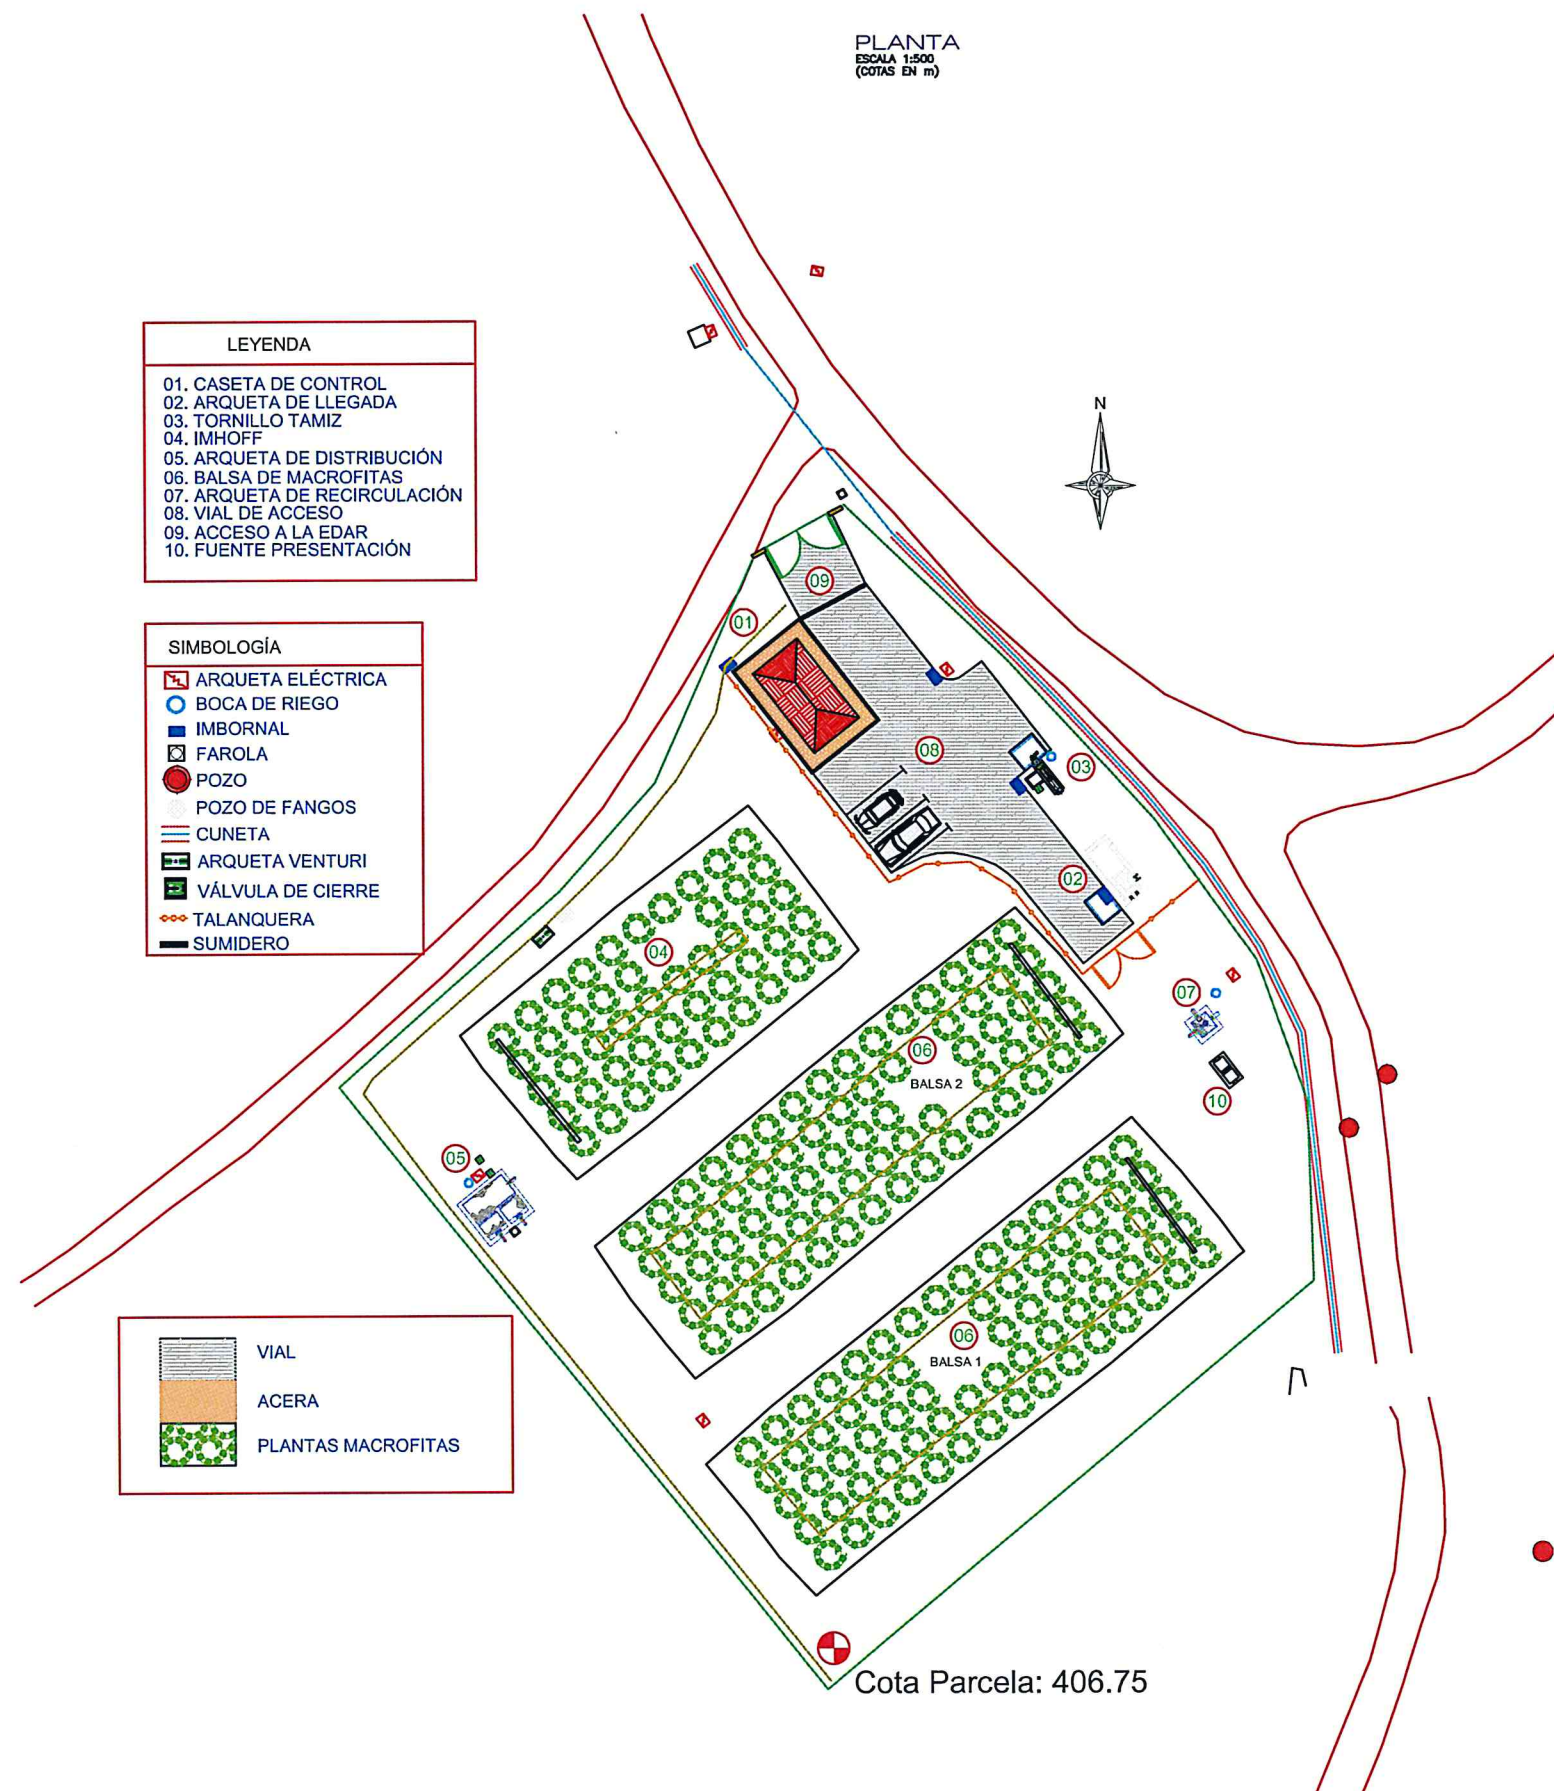 PLANTA
ESCALA 1:500
(COTAS EN m)
LEYENDA
01. CASETA DE CONTROL
02. ARQUETA DE LLEGADA
03. TORNILLO TAMIZ
04. IMHOFF
05. ARQUETA DE DISTRIBUCIÓN
06. BALSA DE MACROFITAS
07. ARQUETA DE RECIRCULACIÓN
08. VIAL DE ACCESO
09. ACCESO A LA EDAR
10. FUENTE PRESENTACIÓN
N
SIMBOLOGÍA
ARQUETA ELÉCTRICA
BOCA DE RIEGO
IMBORNAL
FAROLA
POZO
POZO DE FANGOS
CUNETA
ARQUETA VENTURI
VÁLVULA DE CIERRE
TALANQUERA
SUMIDERO
09
01
08
03
02
04
07
06
BALSA 2
10
05
06
BALSA 1
VIAL
ACERA
PLANTAS MACROFITAS
Cota Parcela: 406.75